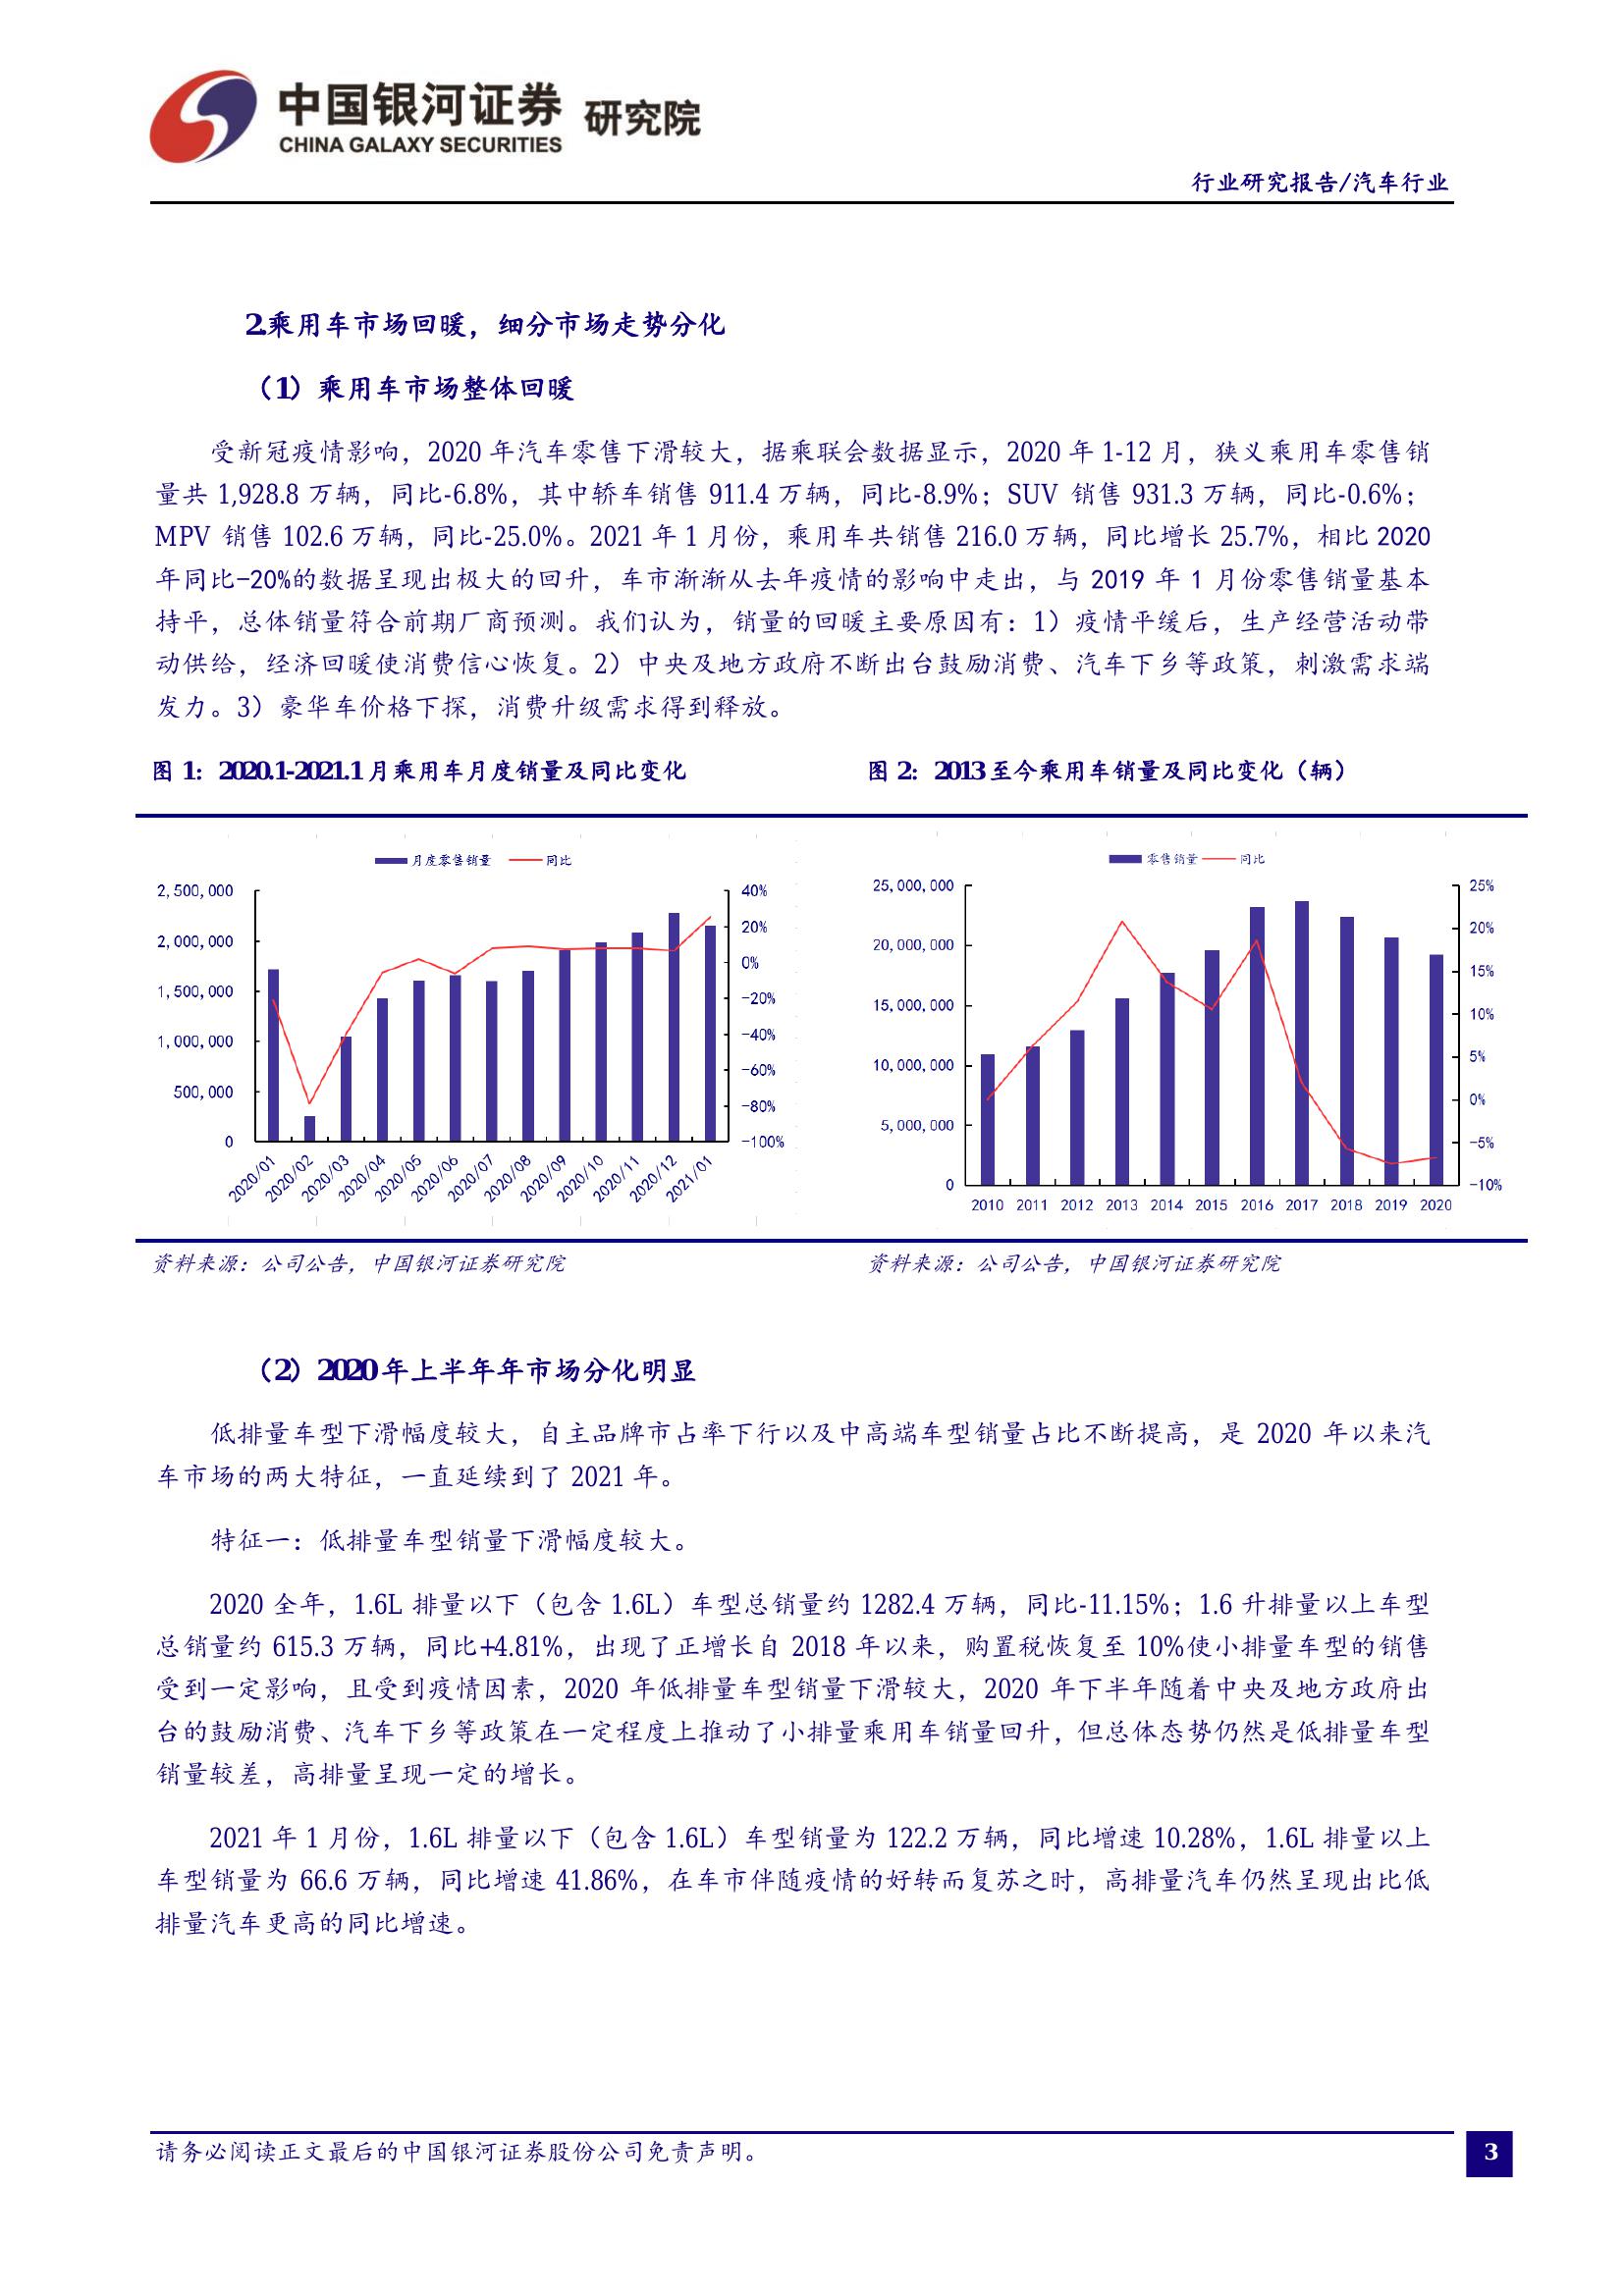 中国银河证券 研究院
CHINA GALAXY SECURITIES
行业研究报告/汽车行业
2.乘用车市场回暖，细分市场走势分化
（1）乘用车市场整体回暖
受新冠疫情影响，2020 年汽车零售下滑较大，据乘联会数据显示，2020 年 1-12 月，狭义乘用车零售销
量共 1,928.8 万辆，同比-6.8%，其中轿车销售 911.4 万辆，同比-8.9%；SUV 销售 931.3 万辆，同比-0.6%；
MPV 销售 102.6 万辆，同比-25.0%。2021 年 1 月份，乘用车共销售 216.0 万辆，同比增长 25.7%，相比 2020
年同比-20%的数据呈现出极大的回升，车市渐渐从去年疫情的影响中走出，与 2019 年 1 月份零售销量基本
持平，总体销量符合前期厂商预测。我们认为，销量的回暖主要原因有：1）疫情平缓后，生产经营活动带
动供给，经济回暖使消费信心恢复。2）中央及地方政府不断出台鼓励消费、汽车下乡等政策，刺激需求端
发力。3）豪华车价格下探，消费升级需求得到释放。
图 1：2020.1-2021.1 月乘用车月度销量及同比变化
图 2：2013 至今乘用车销量及同比变化（辆）
月度零售销量 同比
2,500,000
2,000,000
1,500,000
1,000,000
500,000
0
40%
20%
0%
-20%
-40%
-60%
-80%
-100%
2020/01 2020/02 2020/03 2020/04 2020/05 2020/06 2020/07 2020/08 2020/09 2020/10 2020/11 2020/12 2021/01
零售销量 同比
25,000,000
20,000,000
15,000,000
10,000,000
5,000,000
0
25%
20%
15%
10%
5%
0%
-5%
-10%
2010 2011 2012 2013 2014 2015 2016 2017 2018 2019 2020
资料来源：公司公告，中国银河证券研究院
资料来源：公司公告，中国银河证券研究院
（2）2020 年上半年年市场分化明显
低排量车型下滑幅度较大，自主品牌市占率下行以及中高端车型销量占比不断提高，是 2020 年以来汽
车市场的两大特征，一直延续到了 2021 年。
特征一：低排量车型销量下滑幅度较大。
2020 全年，1.6L 排量以下（包含 1.6L）车型总销量约 1282.4 万辆，同比-11.15%；1.6 升排量以上车型
总销量约 615.3 万辆，同比+4.81%，出现了正增长自 2018 年以来，购置税恢复至 10%使小排量车型的销售
受到一定影响，且受到疫情因素，2020 年低排量车型销量下滑较大，2020 年下半年随着中央及地方政府出
台的鼓励消费、汽车下乡等政策在一定程度上推动了小排量乘用车销量回升，但总体态势仍然是低排量车型
销量较差，高排量呈现一定的增长。
2021 年 1 月份，1.6L 排量以下（包含 1.6L）车型销量为 122.2 万辆，同比增速 10.28%，1.6L 排量以上
车型销量为 66.6 万辆，同比增速 41.86%，在车市伴随疫情的好转而复苏之时，高排量汽车仍然呈现出比低
排量汽车更高的同比增速。
请务必阅读正文最后的中国银河证券股份公司免责声明。
3